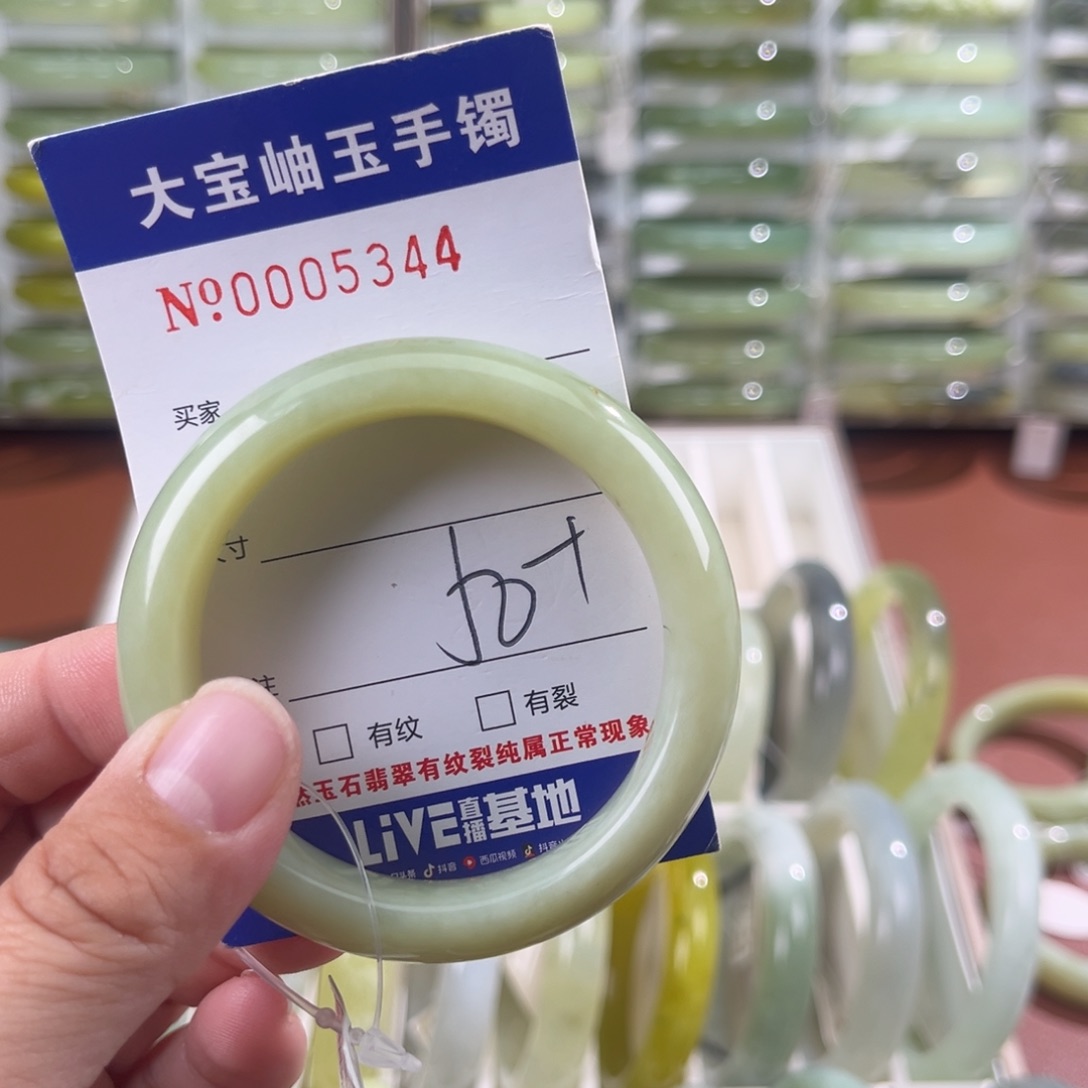 大宝岫玉手镯
Nº0005344
买家
寸
注
有纹 有裂
然玉石翡翠有纹裂纯属正常现象
LiVE直播基地
抖音 西瓜视频